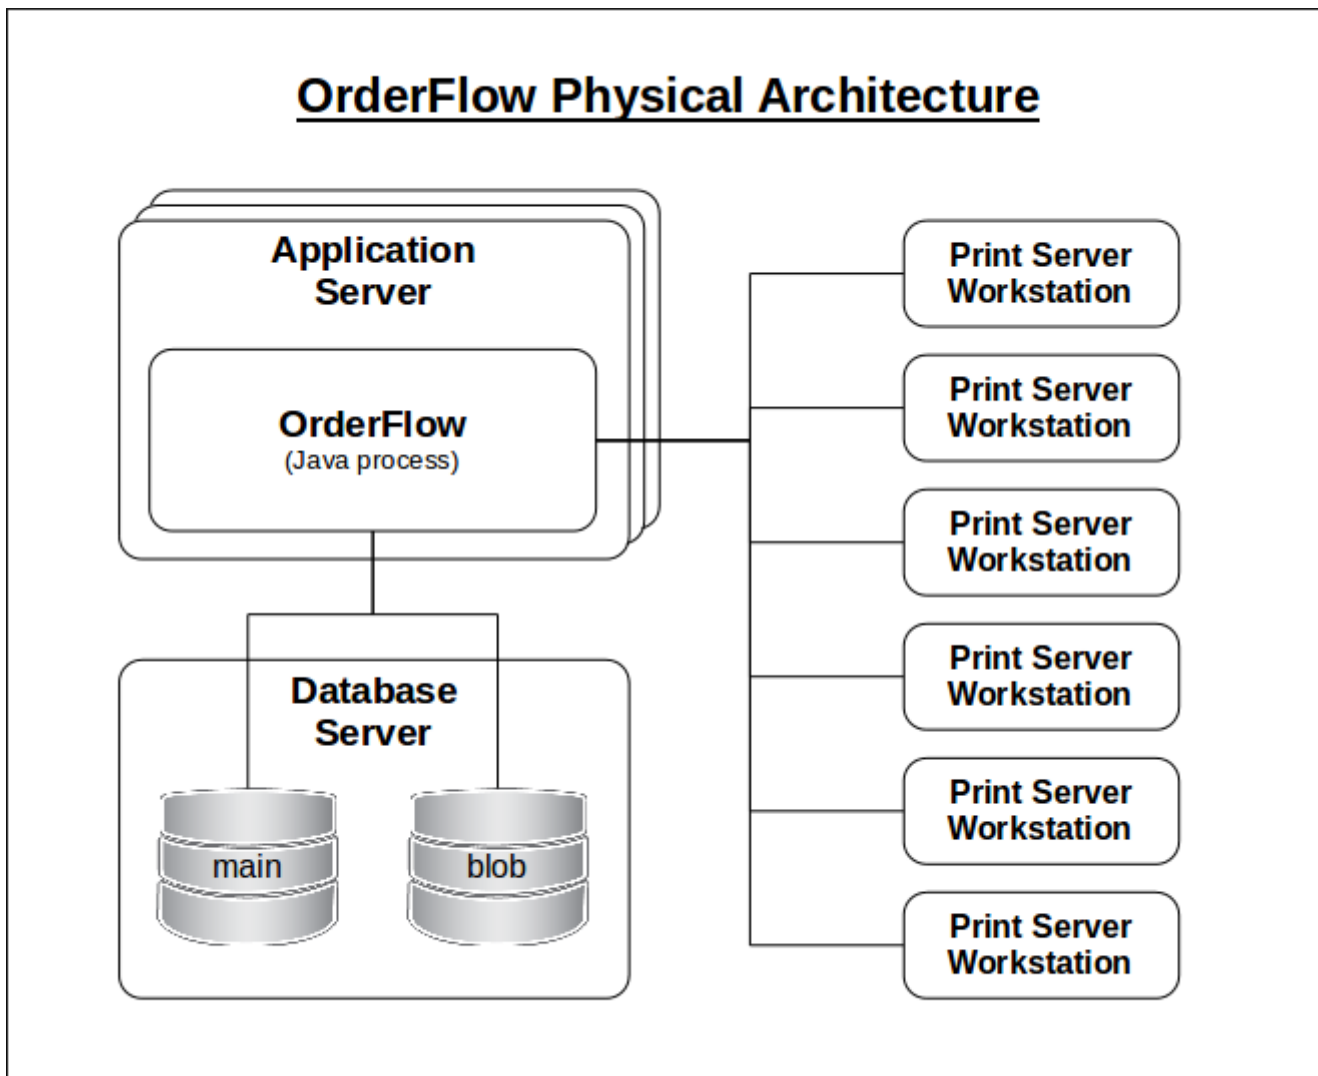 OrderFlow Physical Architecture
Application
Server
OrderFlow
(Java process)
Database
Server
main
blob
Print Server
Workstation
Print Server
Workstation
Print Server
Workstation
Print Server
Workstation
Print Server
Workstation
Print Server
Workstation